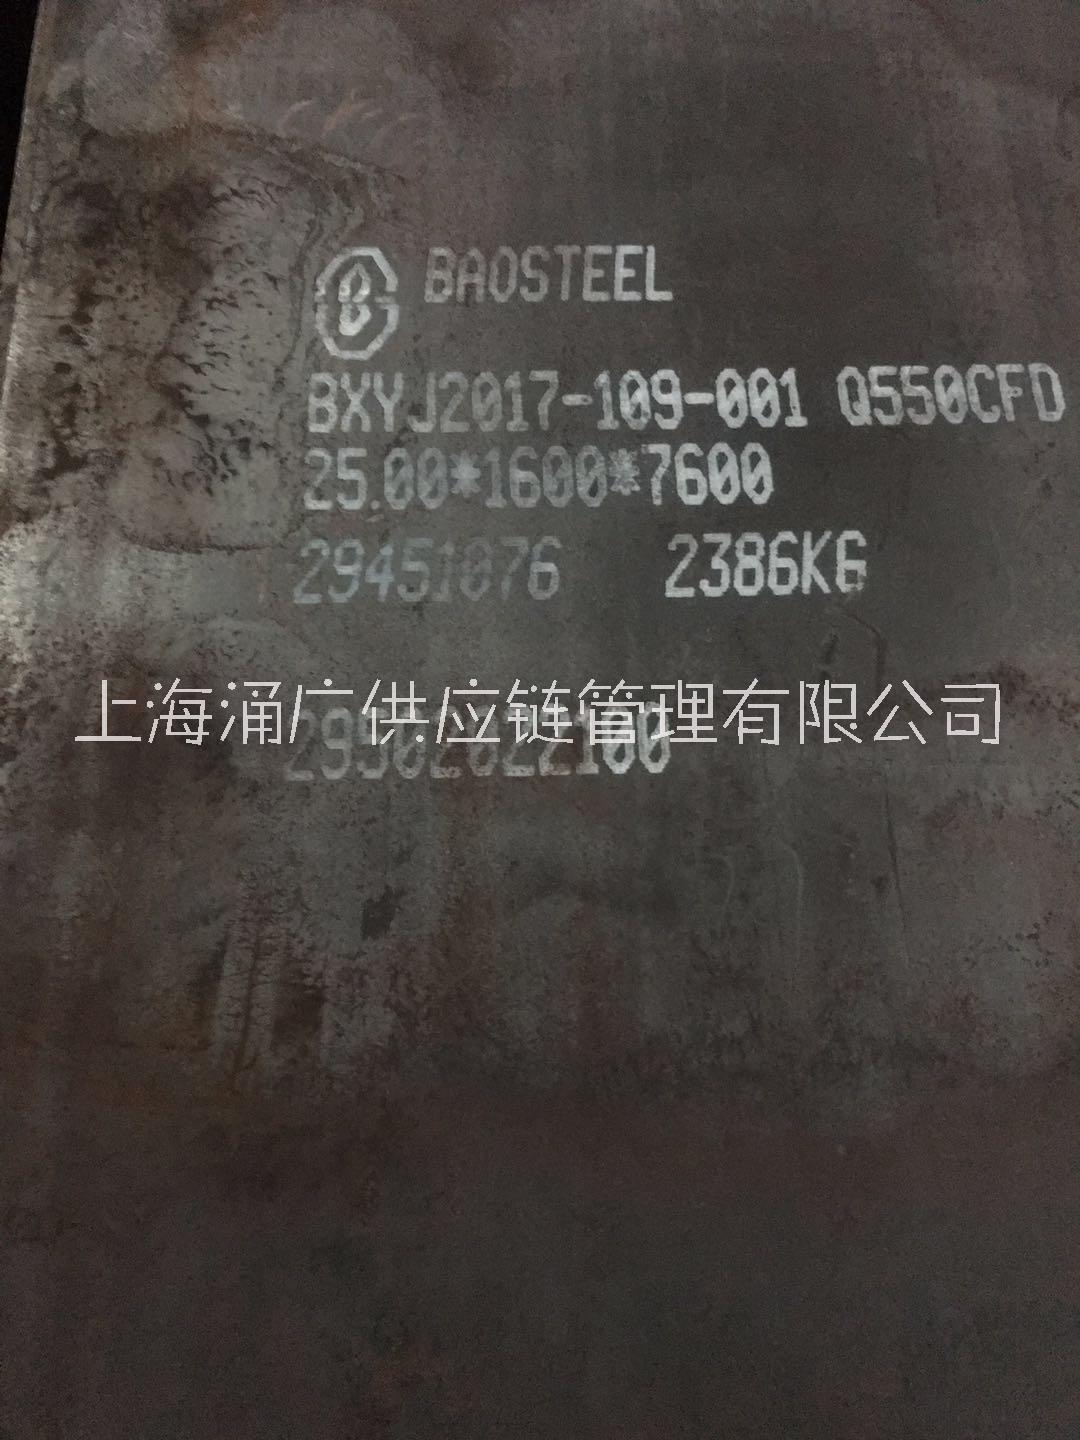 BAOSTEEL
BXYJ2017-109-001 Q550CFD
25.00*1600*7600
29451076 2386KG
上海涌广供应链管理有限公司